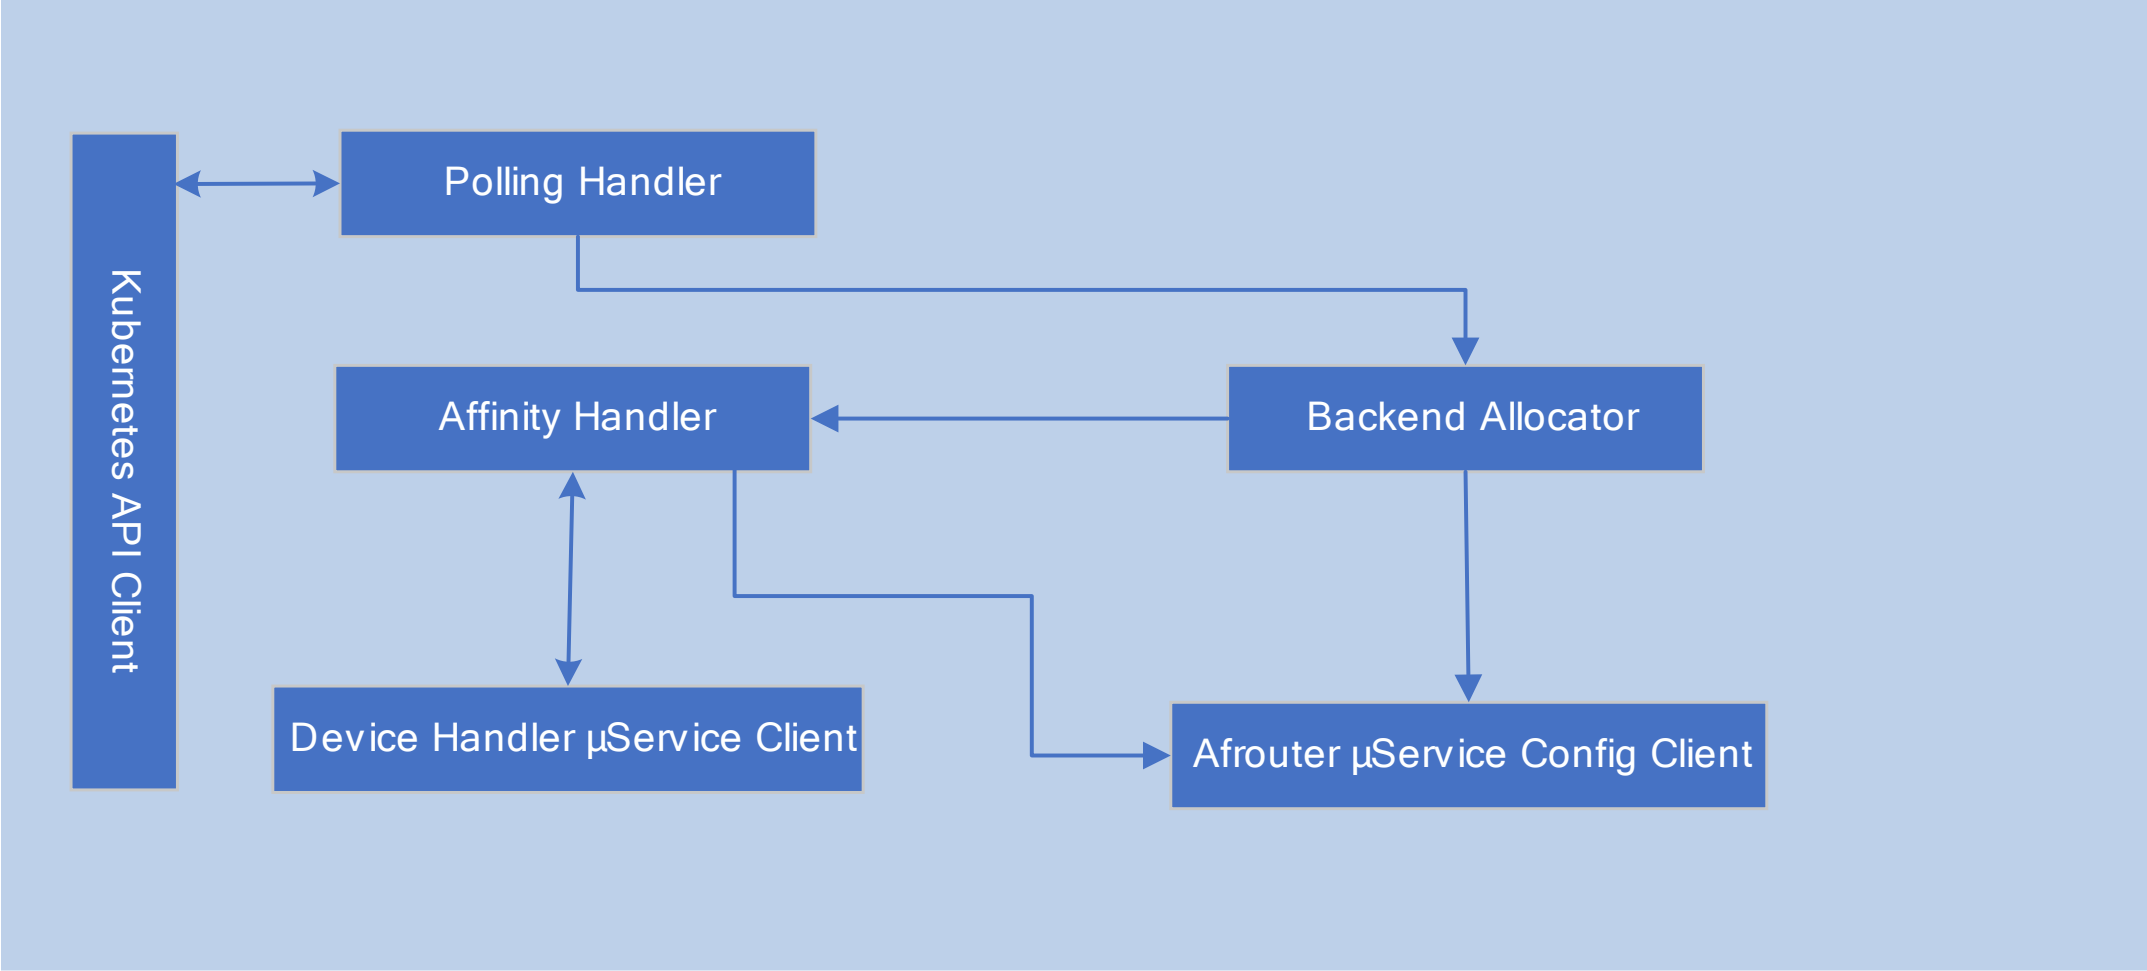 Polling Handler
Kubernetes API Client
Affinity Handler
Backend Allocator
Device Handler µService Client
Afrouter µService Config Client